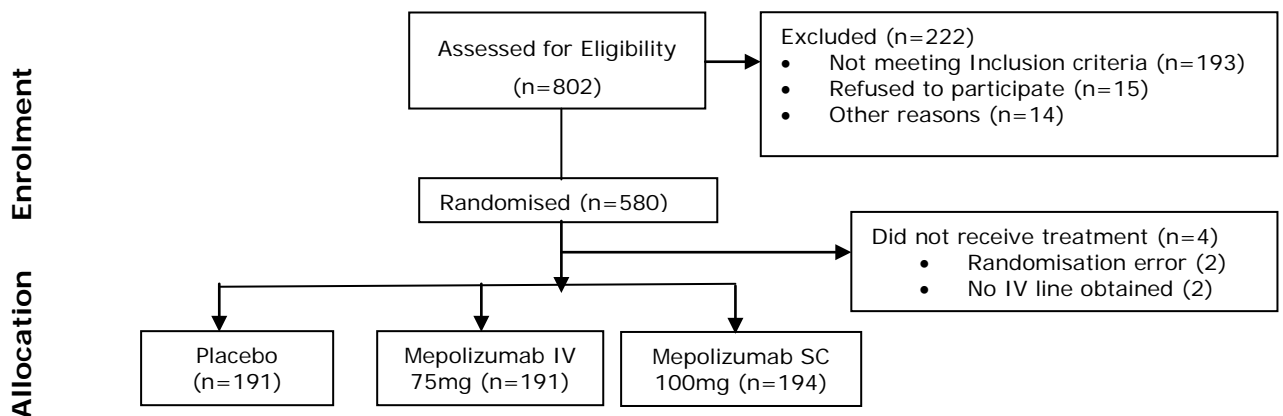 Enrolment
Assessed for Eligibility
(n=802)
Excluded (n=222)
• Not meeting Inclusion criteria (n=193)
• Refused to participate (n=15)
• Other reasons (n=14)
Randomised (n=580)
Did not receive treatment (n=4)
• Randomisation error (2)
• No IV line obtained (2)
Allocation
Placebo
(n=191)
Mepolizumab IV
75mg (n=191)
Mepolizumab SC
100mg (n=194)